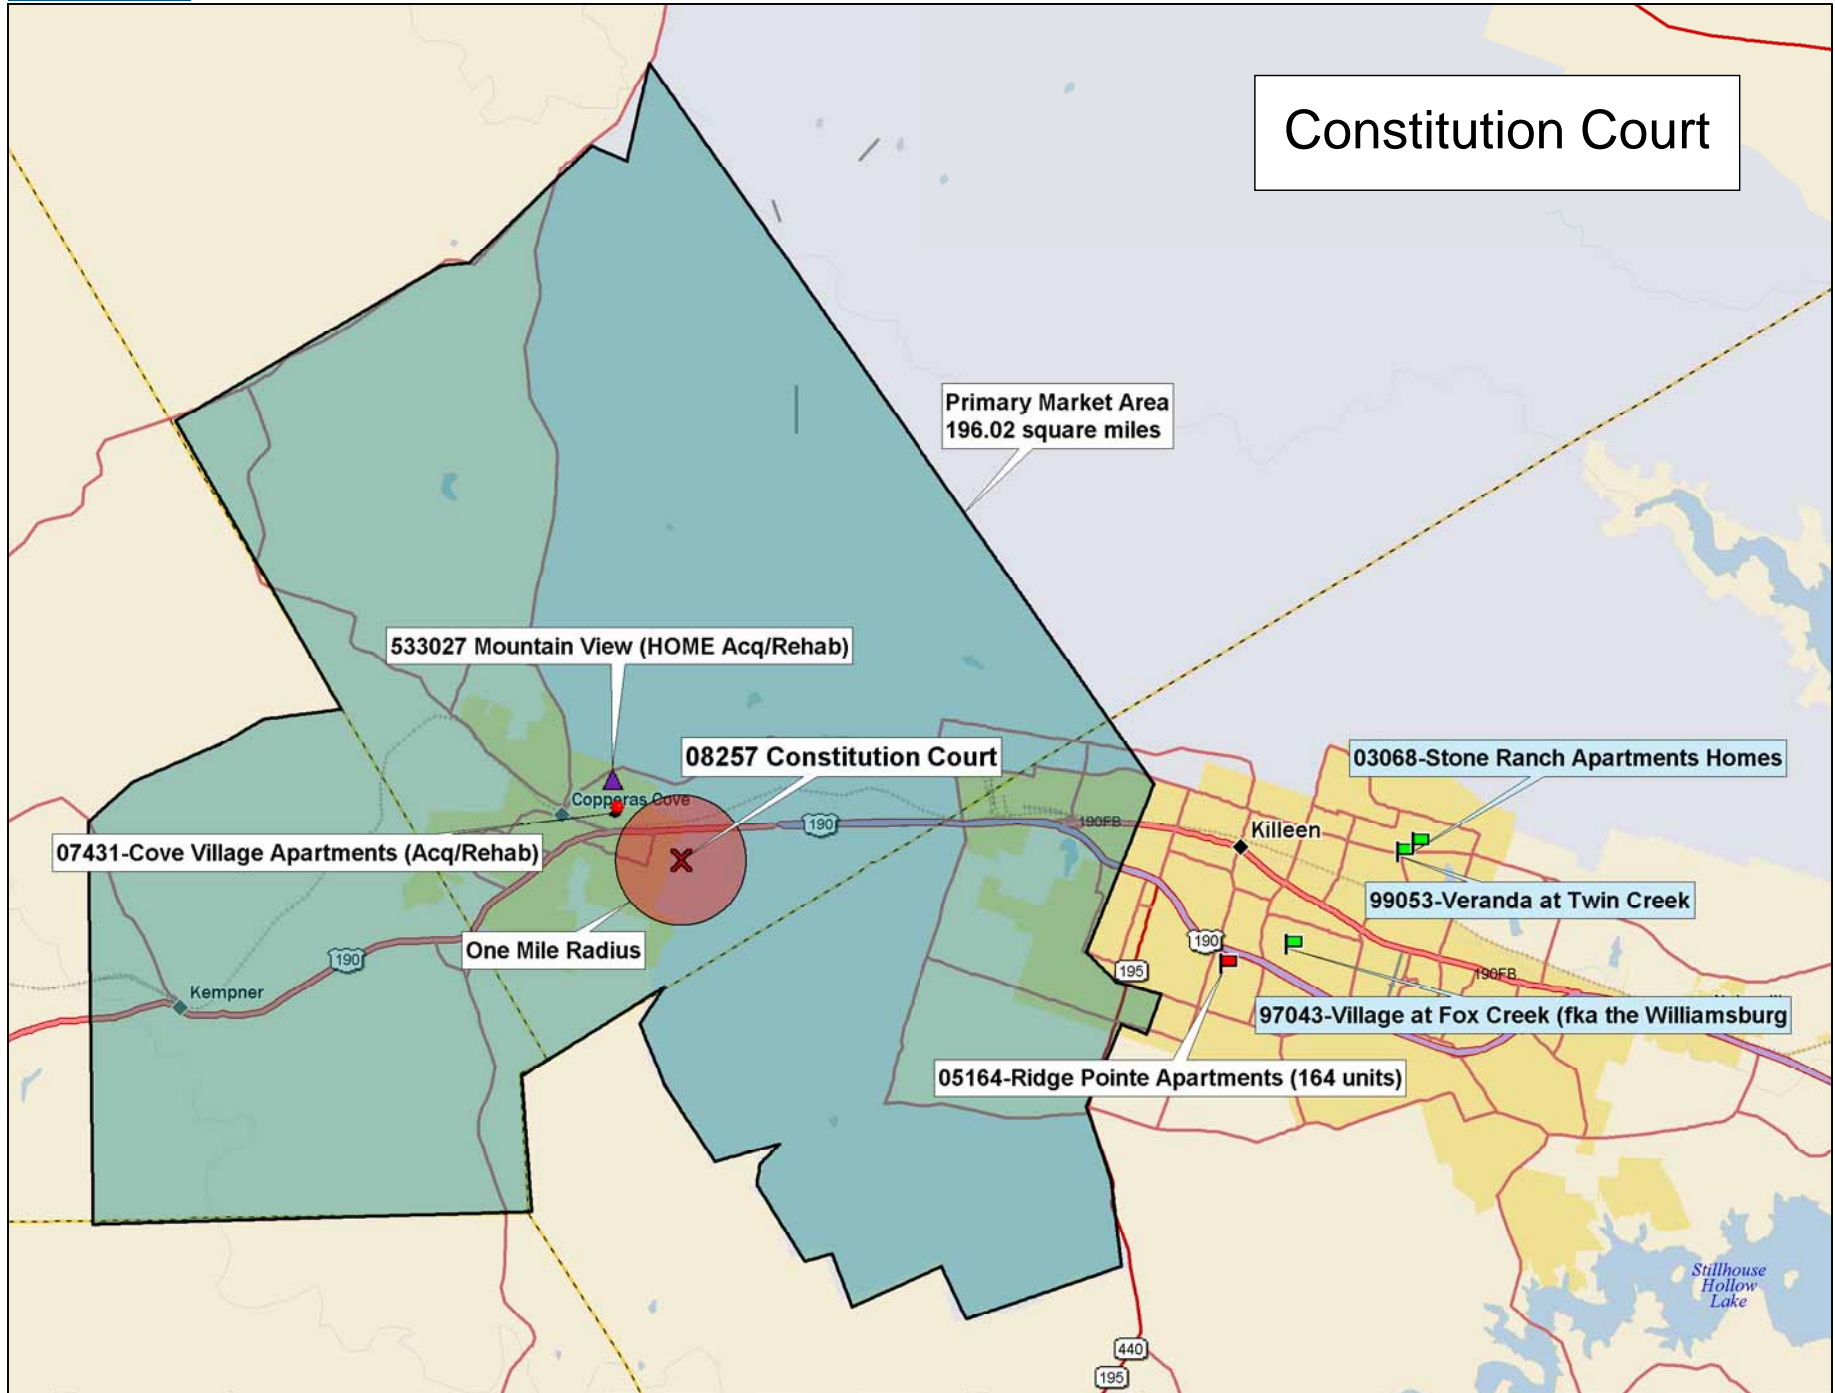 Constitution Court
Primary Market Area
196.02 square miles
533027 Mountain View (HOME Acq/Rehab)
08257 Constitution Court
03068-Stone Ranch Apartments Homes
Copperas Cove
190
190FB
Killeen
07431-Cove Village Apartments (Acq/Rehab)
99053-Veranda at Twin Creek
One Mile Radius
190
190
195
190FB
Kempner
97043-Village at Fox Creek (fka the Williamsburg
05164-Ridge Pointe Apartments (164 units)
Stillhouse
Hollow
Lake
440
195